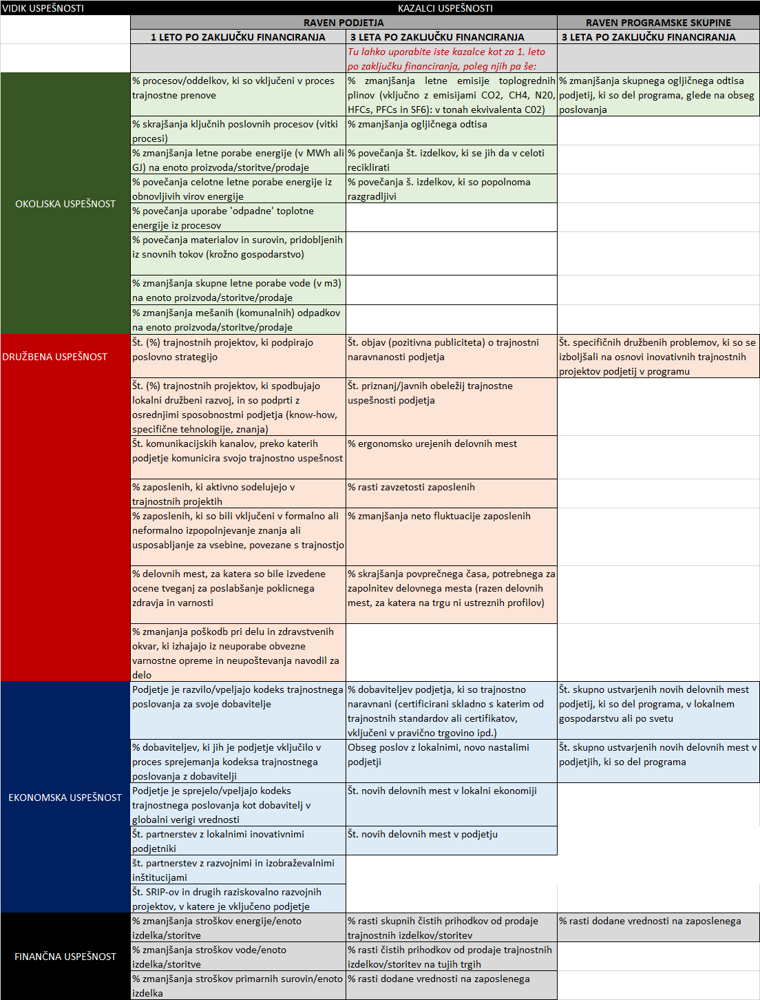 VIDIK USPEŠNOSTI
KAZALCI USPEŠNOSTI
RAVEN PODJETJA
RAVEN PROGRAMSKE SKUPINE
1 LETO PO ZAKLJUČKU FINANCIRANJA
3 LETA PO ZAKLJUČKU FINANCIRANJA
3 LETA PO ZAKLJUČKU FINANCIRANJA
Tu lahko uporabite iste kazalce kot za 1. leto
po zaključku financiranja, poleg njih pa še:
OKOLJSKA USPEŠNOST
% procesov/oddelkov, ki so vključeni v proces
trajnostne prenove
% zmanjšanja letne emisije toplogrednih
plinov (vključno z emisijami CO2, CH4, N20,
HFCs, PFCs in SF6): v tonah ekvivalenta C02)
% zmanjšanja skupnega ogljičnega odtisa
podjetij, ki so del programa, glede na obseg
poslovanja
% skrajšanja ključnih poslovnih procesov (vitki
procesi)
% zmanjšanja ogljičnega odtisa
% zmanjšanja letne porabe energije (v MWh ali
GJ) na enoto proizvoda/storitve/prodaje
% povečanja št. izdelkov, ki se jih da v celoti
reciklirati
% povečanja celotne letne porabe energije iz
obnovljivih virov energije
% povečanja š. izdelkov, ki so popolnoma
razgradljivi
% povečanja uporabe 'odpadne' toplotne
energije iz procesov
% povečanja materialov in surovin, pridobljenih
iz snovnih tokov (krožno gospodarstvo)
% zmanjšanja skupne letne porabe vode (v m3)
na enoto proizvoda/storitve/prodaje
% zmanjšanja mešanih (komunalnih) odpadkov
na enoto proizvoda/storitve/prodaje
DRUŽBENA USPEŠNOST
Št. (%) trajnostnih projektov, ki podpirajo
poslovno strategijo
Št. objav (pozitivna publiciteta) o trajnostni
naravnanosti podjetja
Št. specifičnih družbenih problemov, ki so se
izboljšali na osnovi inovativnih trajnostnih
projektov podjetij v programu
Št. (%) trajnostnih projektov, ki spodbujajo
lokalni družbeni razvoj, in so podprti z
osrednjimi sposobnostmi podjetja (know-how,
specifične tehnologije, znanja)
Št. priznanj/javnih obeležij trajnostne
uspešnosti podjetja
Št. komunikacijskih kanalov, preko katerih
podjetje komunicira svojo trajnostno uspešnost
% ergonomsko urejenih delovnih mest
% zaposlenih, ki aktivno sodelujejo v
trajnostnih projektih
% rasti zavzetosti zaposlenih
% zaposlenih, ki so bili vključeni v formalno ali
neformalno izpopolnjevanje znanja ali
usposabljanje za vsebine, povezane s trajnostjo
% zmanjšanja neto fluktuacije zaposlenih
% delovnih mest, za katera so bile izvedene
ocene tveganj za poslabšanje poklicnega
zdravja in varnosti
% skrajšanja povprečnega časa, potrebnega za
zapolnitev delovnega mesta (razen delovnih
mest, za katera na trgu ni ustreznih profilov)
% zmanjanja poškodb pri delu in zdravstvenih
okvar, ki izhajajo iz neuporabe obvezne
varnostne opreme in neupoštevanja navodil za
delo
EKONOMSKA USPEŠNOST
Podjetje je razvilo/vpeljajo kodeks trajnostnega
poslovanja za svoje dobavitelje
% dobaviteljev podjetja, ki so trajnostno
naravnani (certificirani skladno s katerim od
trajnostnih standardov ali certifikatov,
vključeni v pravično trgovino ipd.)
Št. skupno ustvarjenih novih delovnih mest
podjetij, ki so del programa, v lokalnem
gospodarstvu ali po svetu
% dobaviteljev, ki jih je podjetje vključilo v
proces sprejemanja kodeksa trajnostnega
poslovanja z dobavitelji
Obseg poslov z lokalnimi, novo nastalimi
podjetji
Št. skupno ustvarjenih novih delovnih mest v
podjetjih, ki so del programa
Podjetje je sprejelo/vpeljajo kodeks
trajnostnega poslovanja kot dobavitelj v
globalni verigi vrednosti
Št. novih delovnih mest v lokalni ekonomiji
Št. partnerstev z lokalnimi inovativnimi
podjetniki
Št. novih delovnih mest v podjetju
št. partnerstev z razvojnimi in izobraževalnimi
inštitucijami
Št. SRIP-ov in drugih raziskovalno razvojnih
projektov, v katere je vključeno podjetje
FINANČNA USPEŠNOST
% zmanjšanja stroškov energije/enoto
izdelka/storitve
% rasti skupnih čistih prihodkov od prodaje
trajnostnih izdelkov/storitev
% rasti dodane vrednosti na zaposlenega
% zmanjšanja stroškov vode/enoto
izdelka/storitve
% rasti čistih prihodkov od prodaje trajnostnih
izdelkov/storitev na tujih trgih
% zmanjšanja stroškov primarnih surovin/enoto
izdelka
% rasti dodane vrednosti na zaposlenega